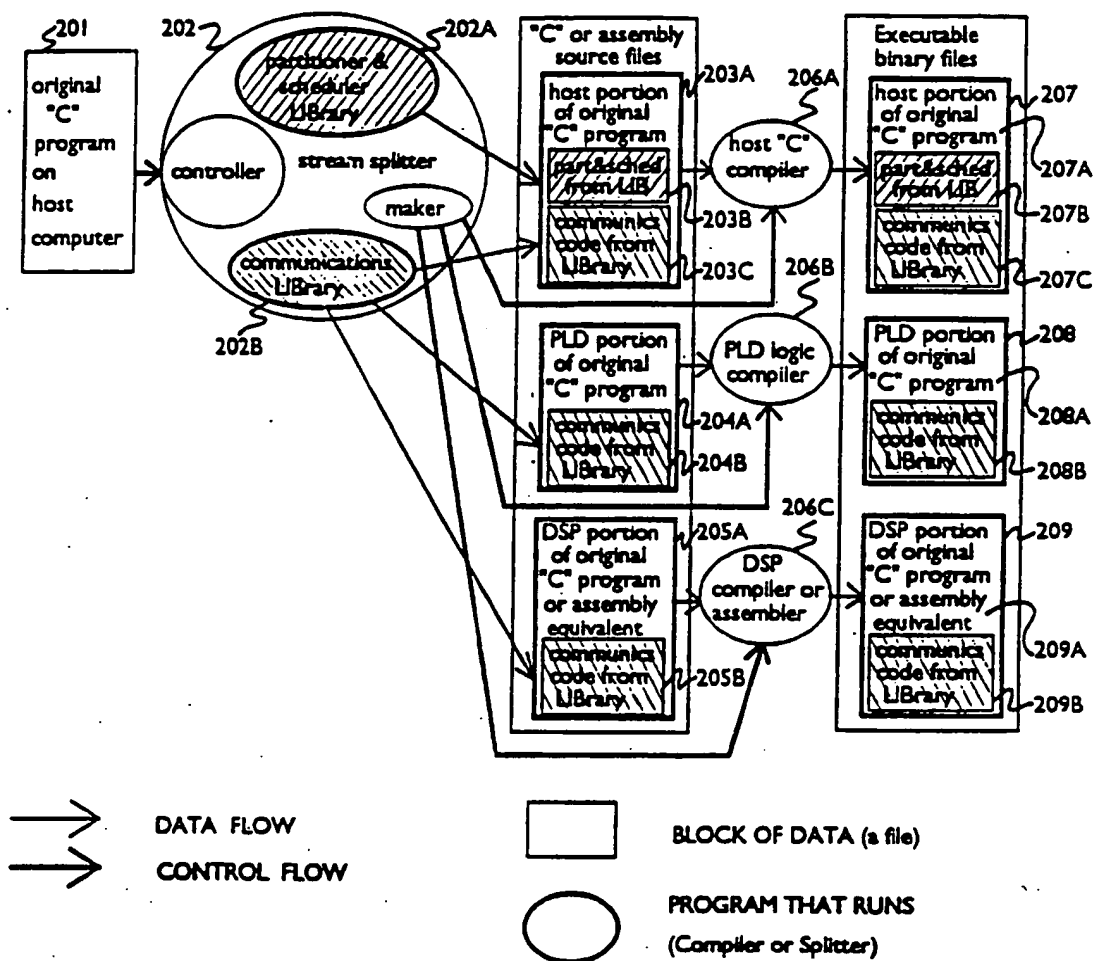 201
original
"C"
program
on
host
computer
202
202A
partitioner &
scheduler
LIBrary
controller
stream splitter
maker
communications
LIBrary
202B
"C" or assembly
source files
203A
host portion
of original
"C" program
part&sched
from LIB
203B
communics
code from
LIBrary
203C
PLD portion
of original
"C" program
204A
communics
code from
LIBrary
204B
205A
DSP portion
of original
"C" program
or assembly
equivalent
communics
code from
LIBrary
205B
206A
host "C"
compiler
206B
PLD logic
compiler
206C
DSP
compiler or
assembler
Executable
binary files
207
host portion
of original
"C" program
207A
part&sched
from LIB
207B
communics
code from
LIBrary
207C
208
PLD portion
of original
"C" program
208A
communics
code from
LIBrary
208B
209
DSP portion
of original
"C" program
or assembly
equivalent
209A
communics
code from
LIBrary
209B
DATA FLOW
CONTROL FLOW
BLOCK OF DATA (a file)
PROGRAM THAT RUNS
(Compiler or Splitter)